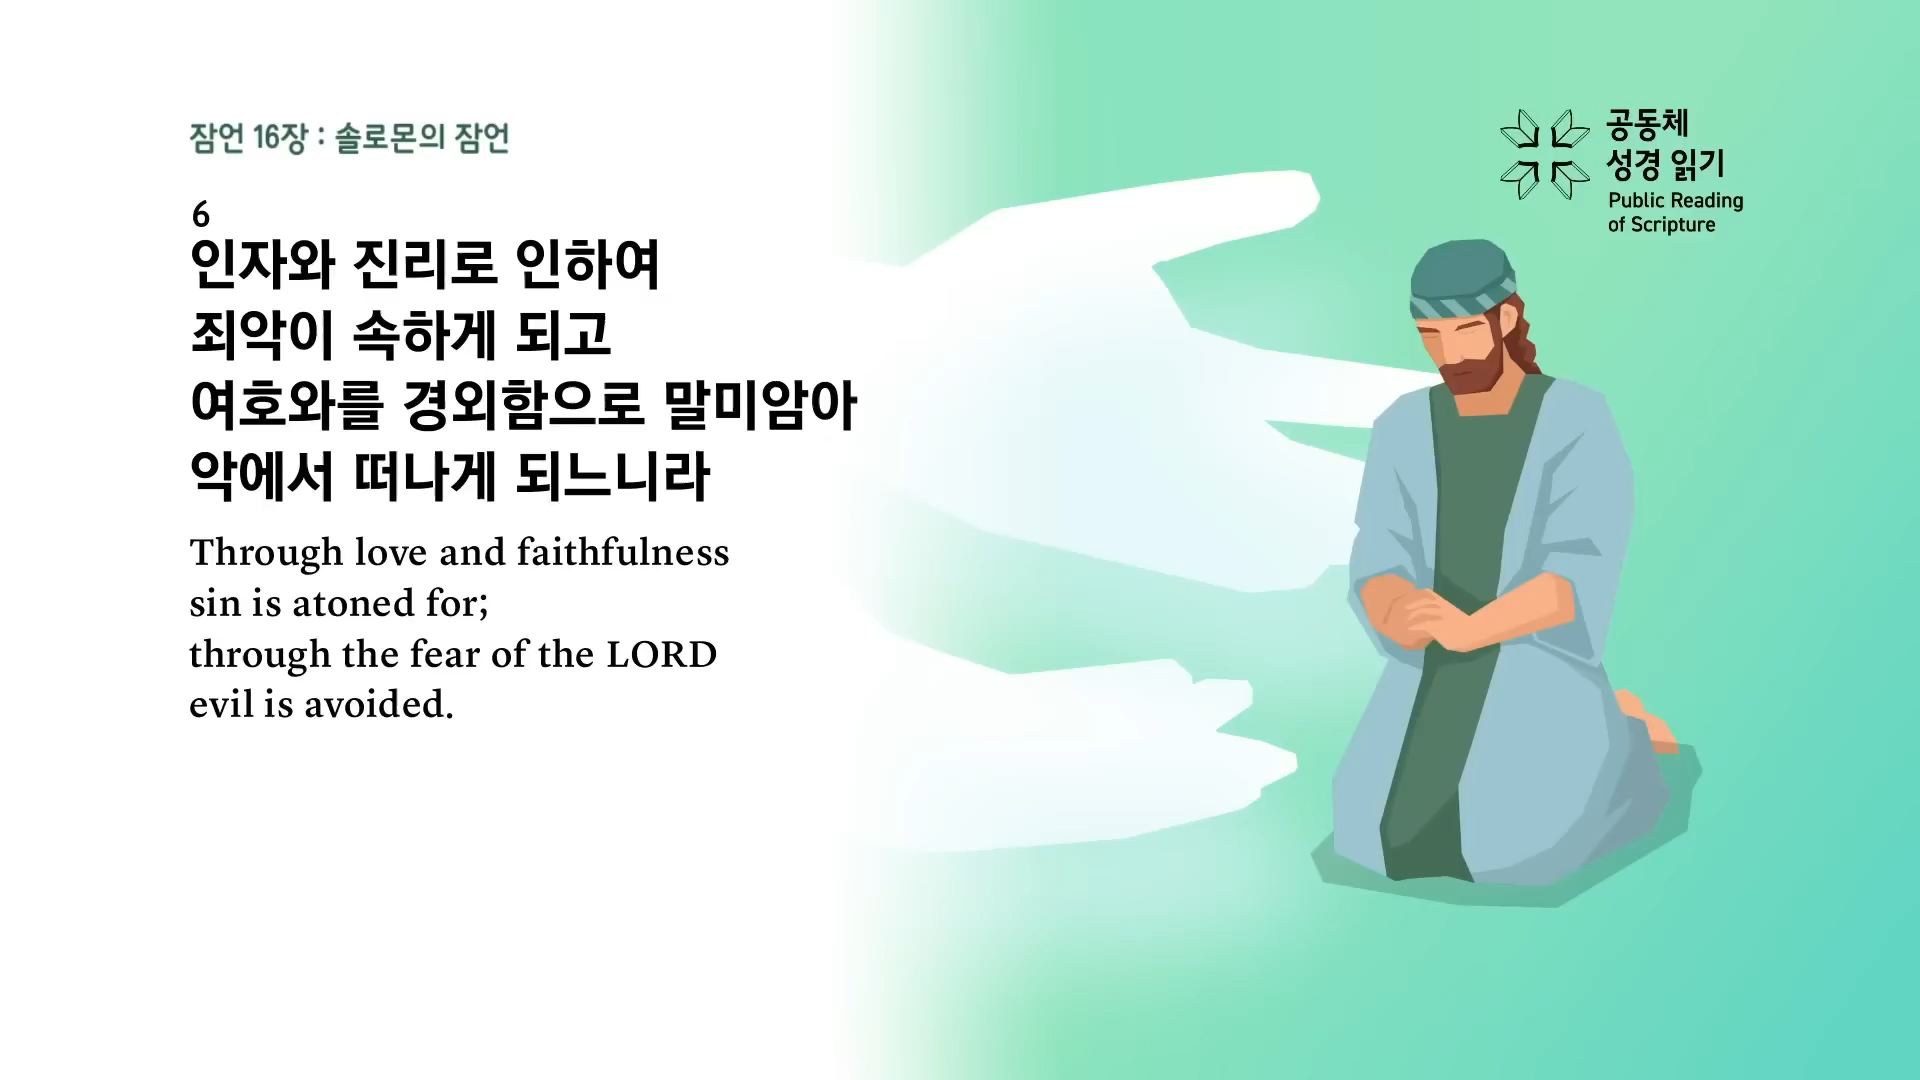 잠언 16장 : 솔로몬의 잠언
6
인자와 진리로 인하여
죄악이 속하게 되고
여호와를 경외함으로 말미암아
악에서 떠나게 되느니라
Through love and faithfulness
sin is atoned for;
through the fear of the LORD
evil is avoided.
공동체
성경 읽기
Public Reading
of Scripture